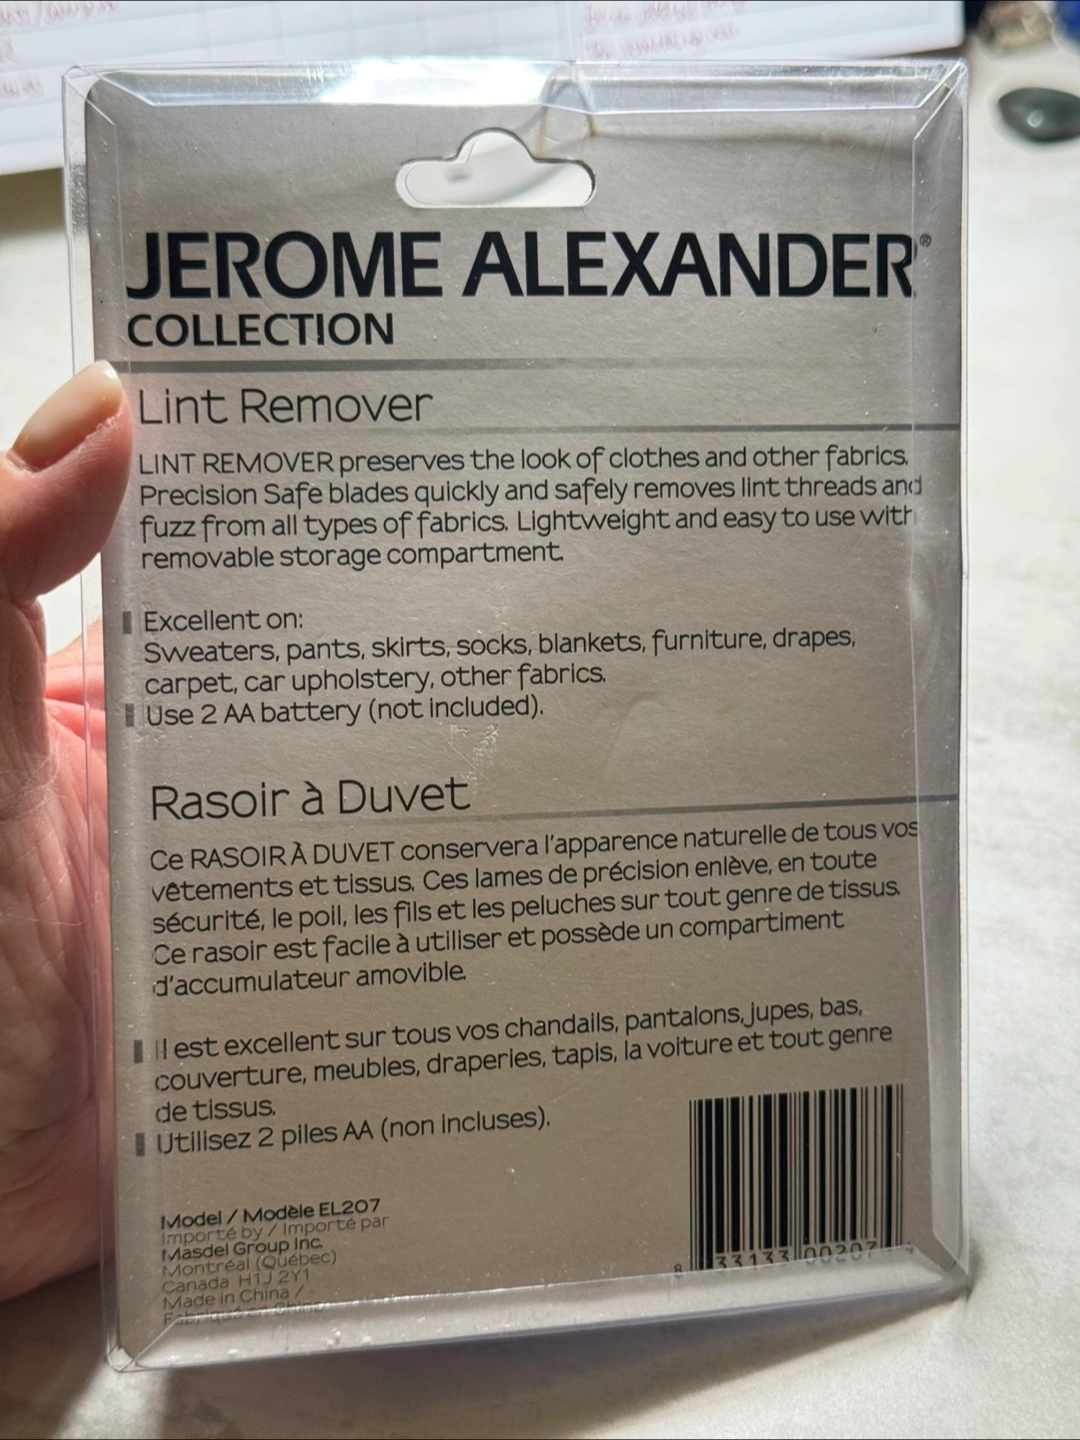 JEROME ALEXANDER®
COLLECTION
Lint Remover
LINT REMOVER preserves the look of clothes and other fabrics.
Precision Safe blades quickly and safely removes lint threads and
fuzz from all types of fabrics. Lightweight and easy to use with
removable storage compartment.
Excellent on:
Sweaters, pants, skirts, socks, blankets, furniture, drapes,
carpet, car upholstery, other fabrics.
Use 2 AA battery (not included).
Rasoir à Duvet
Ce RASOIR À DUVET conservera l'apparence naturelle de tous vos
vêtements et tissus. Ces lames de précision enlève, en toute
sécurité, le poil, les fils et les peluches sur tout genre de tissus.
Ce rasoir est facile à utiliser et possède un compartiment
d'accumulateur amovible.
Il est excellent sur tous vos chandails, pantalons, jupes, bas,
couverture, meubles, draperies, tapis, la voiture et tout genre
de tissus.
Utilisez 2 piles AA (non incluses).
Model / Modèle EL207
Importé by / Importé par
Masdel Group Inc.
Montréal (Québec)
Canada H1J 2Y1
Made in China /
Fabriqué en Chine
8 33133 00207